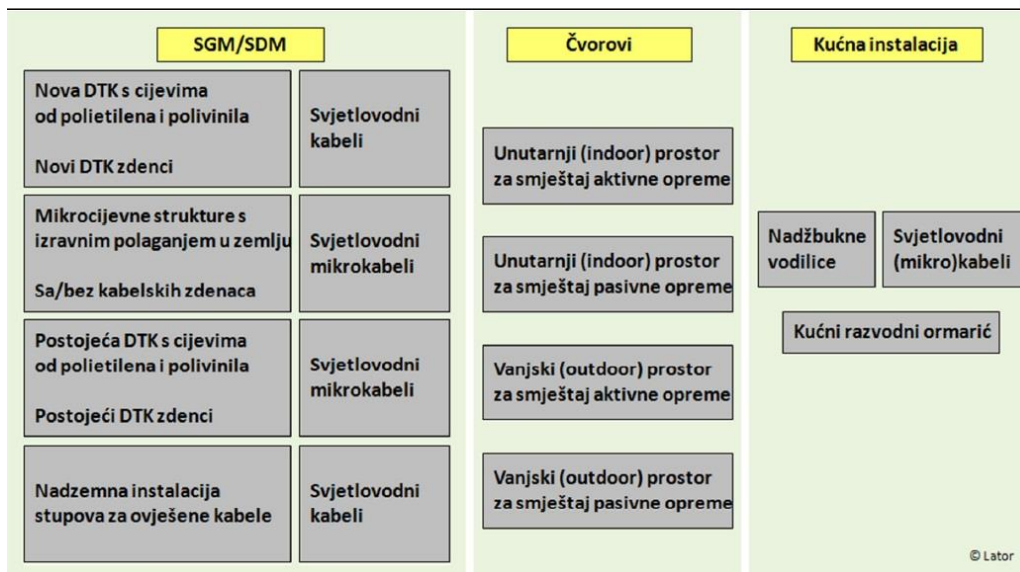 SGM/SDM
Nova DTK s cijevima
od polietilena i polivinila
Novi DTK zdenci
Svjetlovodni
kabeli
Mikrocijevne strukture s
izravnim polaganjem u zemlju
Sa/bez kabelskih zdenaca
Svjetlovodni
mikrokabeli
Postojeća DTK s cijevima
od polietilena i polivinila
Postojeći DTK zdenci
Svjetlovodni
mikrokabeli
Nadzemna instalacija
stupova za ovješene kabele
Svjetlovodni
kabeli
Čvorovi
Unutarnji (indoor) prostor
za smještaj aktivne opreme
Unutarnji (indoor) prostor
za smještaj pasivne opreme
Vanjski (outdoor) prostor
za smještaj aktivne opreme
Vanjski (outdoor) prostor
za smještaj pasivne opreme
Kućna instalacija
Nadžbukne
vodilice
Svjetlovodni
(mikro)kabeli
Kućni razvodni ormarić
© Lator